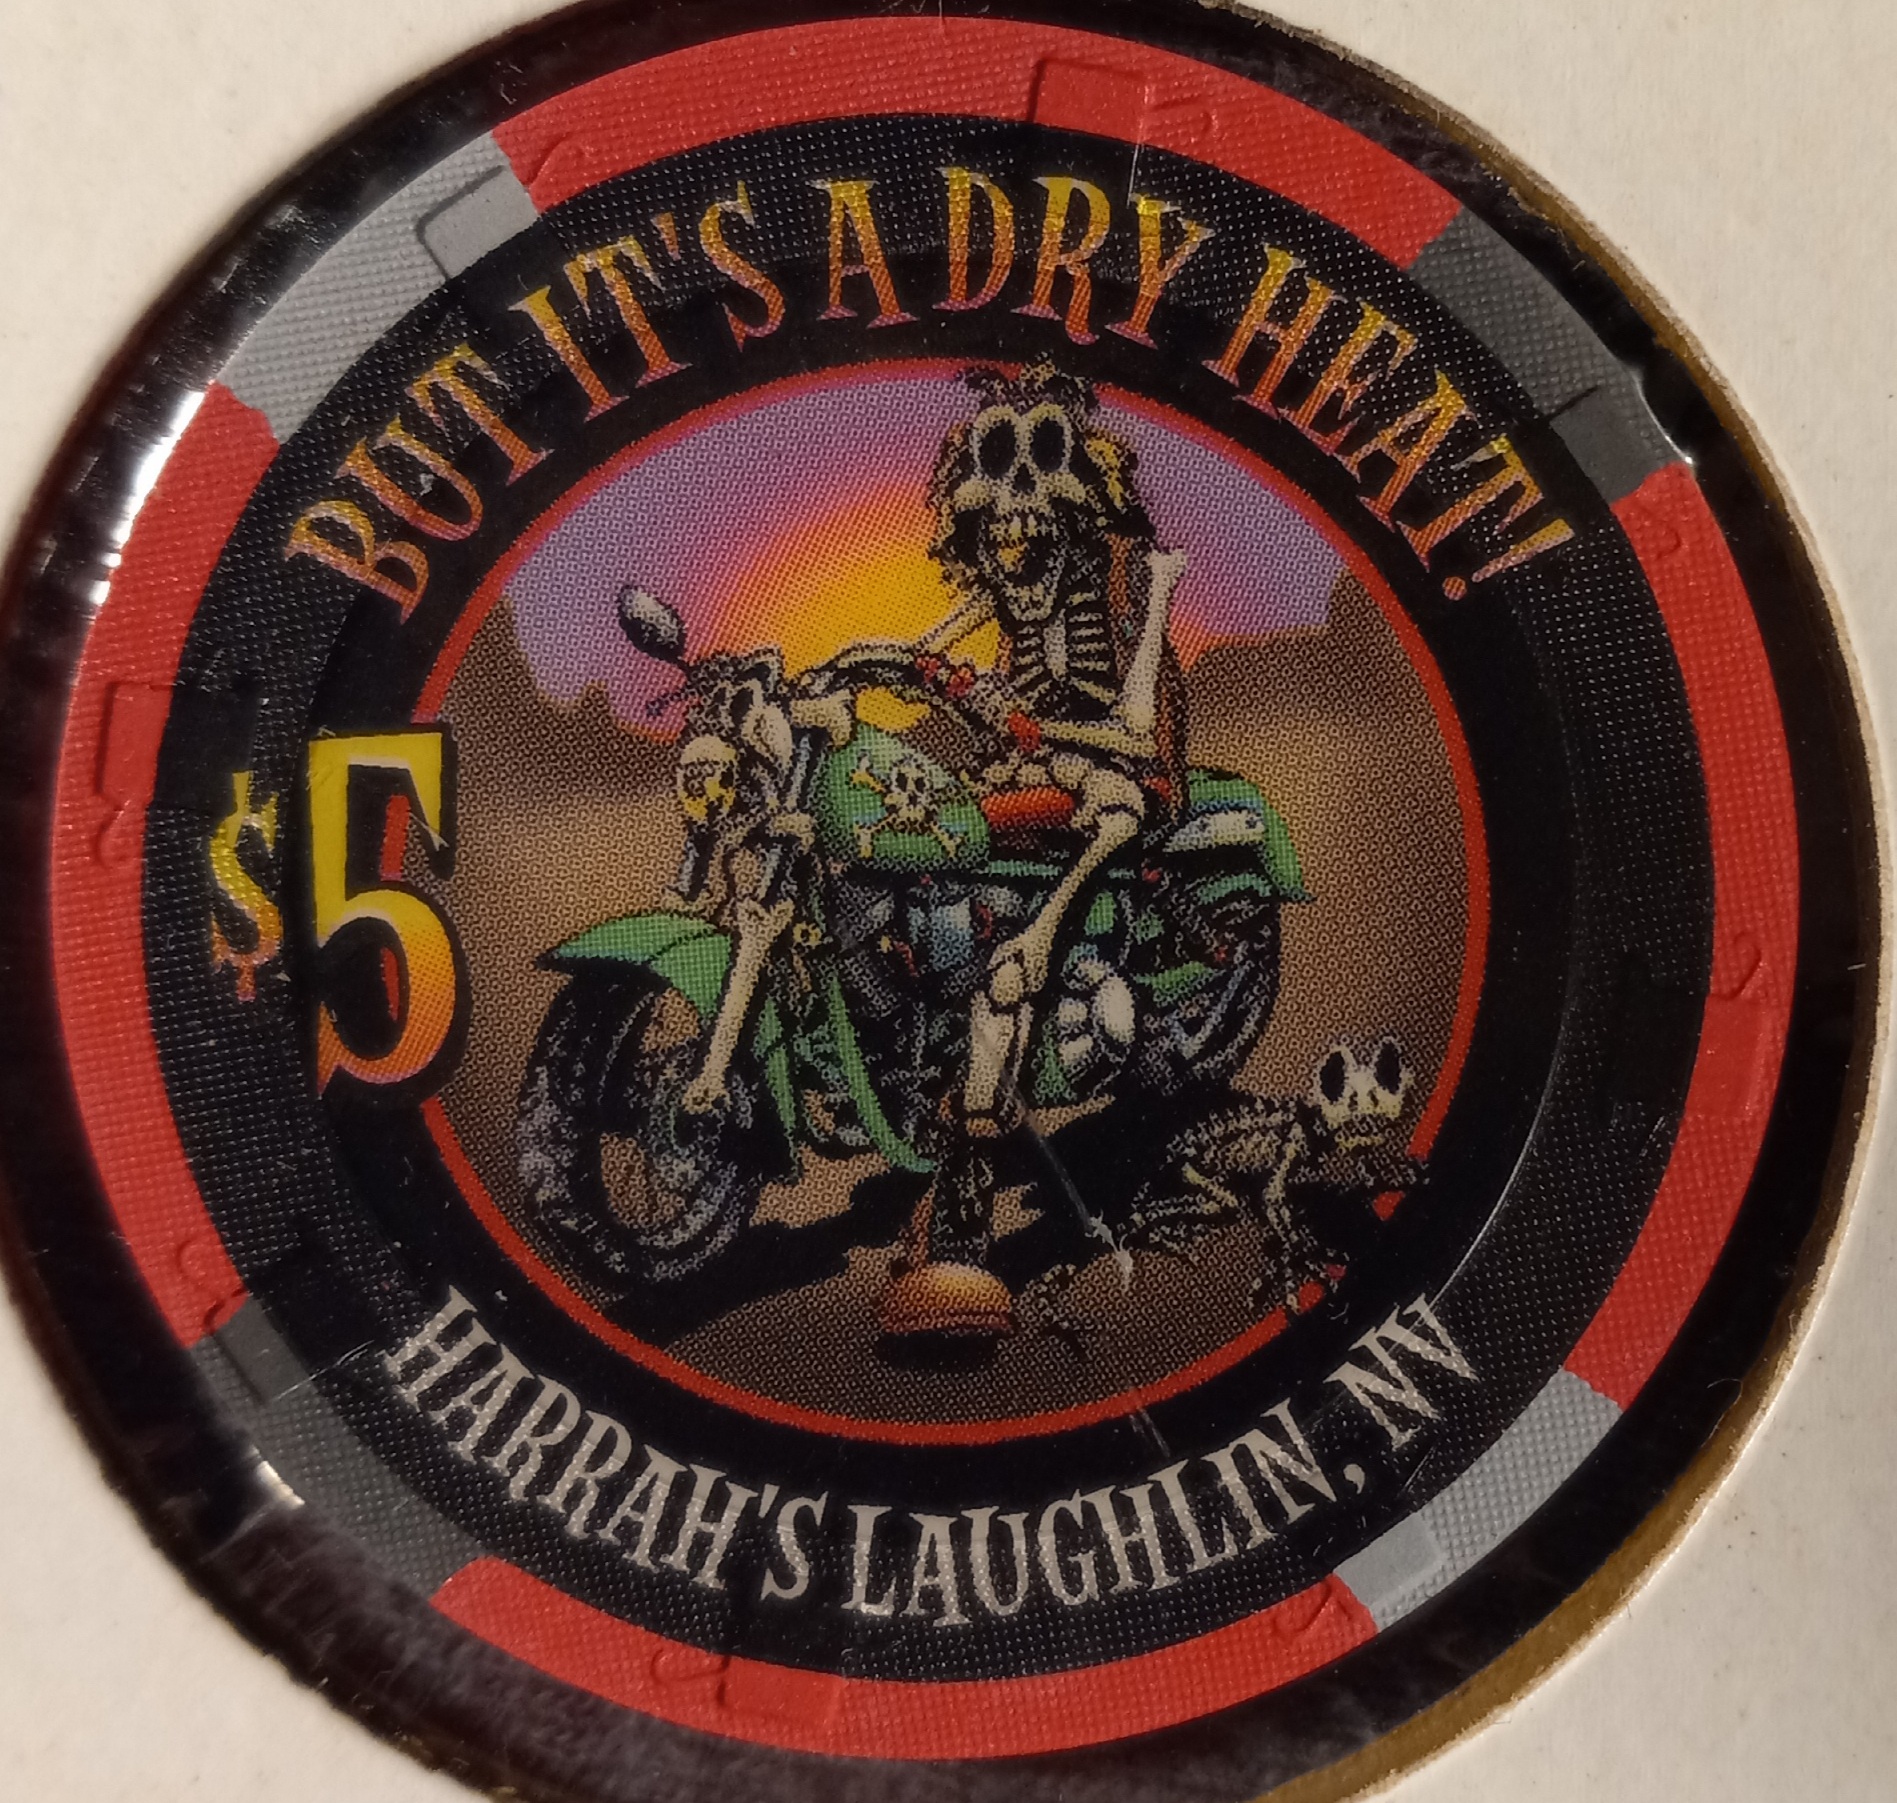 BUT IT'S A DRY HEAT!
$5
HARRAH'S LAUGHLIN, NV